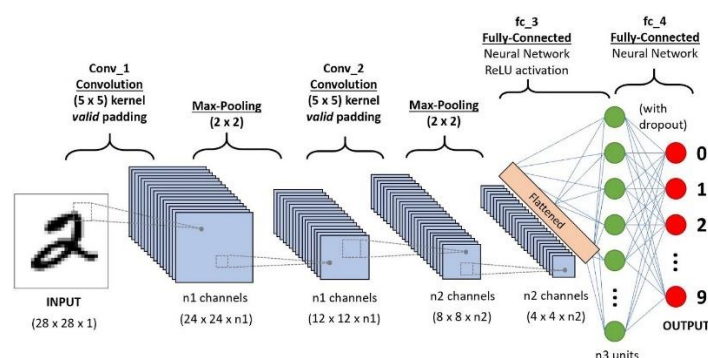 fc_3
Fully-Connected
Neural Network
ReLU activation
fc_4
Fully-Connected
Neural Network
Conv_1
Convolution
(5 x 5) kernel
valid padding
Max-Pooling
(2 x 2)
Conv_2
Convolution
(5 x 5) kernel
valid padding
Max-Pooling
(2 x 2)
(with
dropout)
Flattened
0
1
2
9
2
INPUT
(28 x 28 x 1)
n1 channels
(24 x 24 x n1)
n1 channels
(12 x 12 x n1)
n2 channels
(8 x 8 x n2)
n2 channels
(4 x 4 x n2)
OUTPUT
n3 units